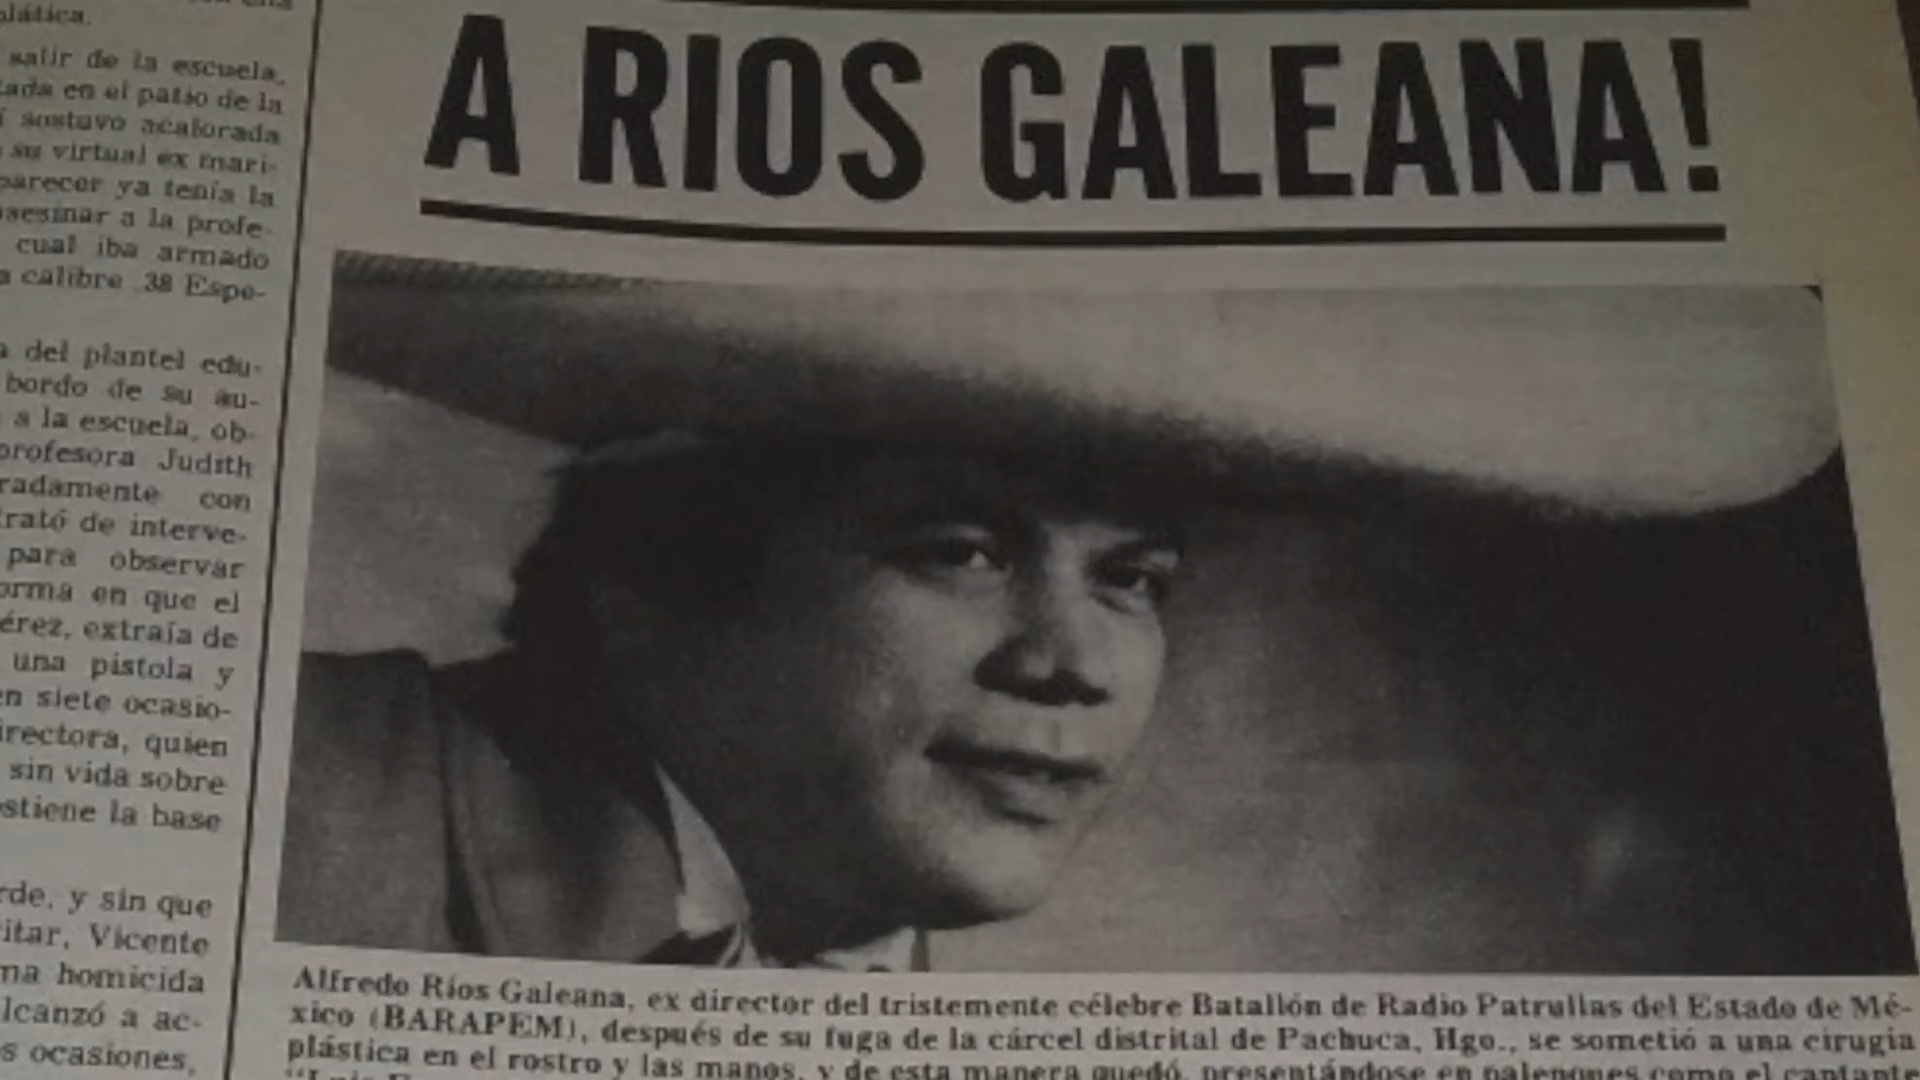 plática.
salir de la escuela,
en el patio de la
sostuvo acalorada
su virtual ex mari-
parecer ya tenía la
asesinar a la profe-
cual iba armado
calibre .38 Espe-
del plantel edu-
bordo de su au-
a la escuela, ob-
profesora Judith
radamente con
trató de interve-
para observar
orma en que el
érez, extraía de
una pistola y
en siete ocasio-
irectora, quien
sin vida sobre
ostiene la base
rde, y sin que
itar, Vicente
ma homicida
lcanzó a ac-
s ocasiones,
A RIOS GALEANA!
Alfredo Ríos Galeana, ex director del tristemente célebre Batallón de Radio Patrullas del Estado de Mé-
xico (BARAPEM), después de su fuga de la cárcel distrital de Pachuca, Hgo., se sometió a una cirugía
plástica en el rostro y las manos, y de esta manera quedó, presentándose en palenques como el cantante